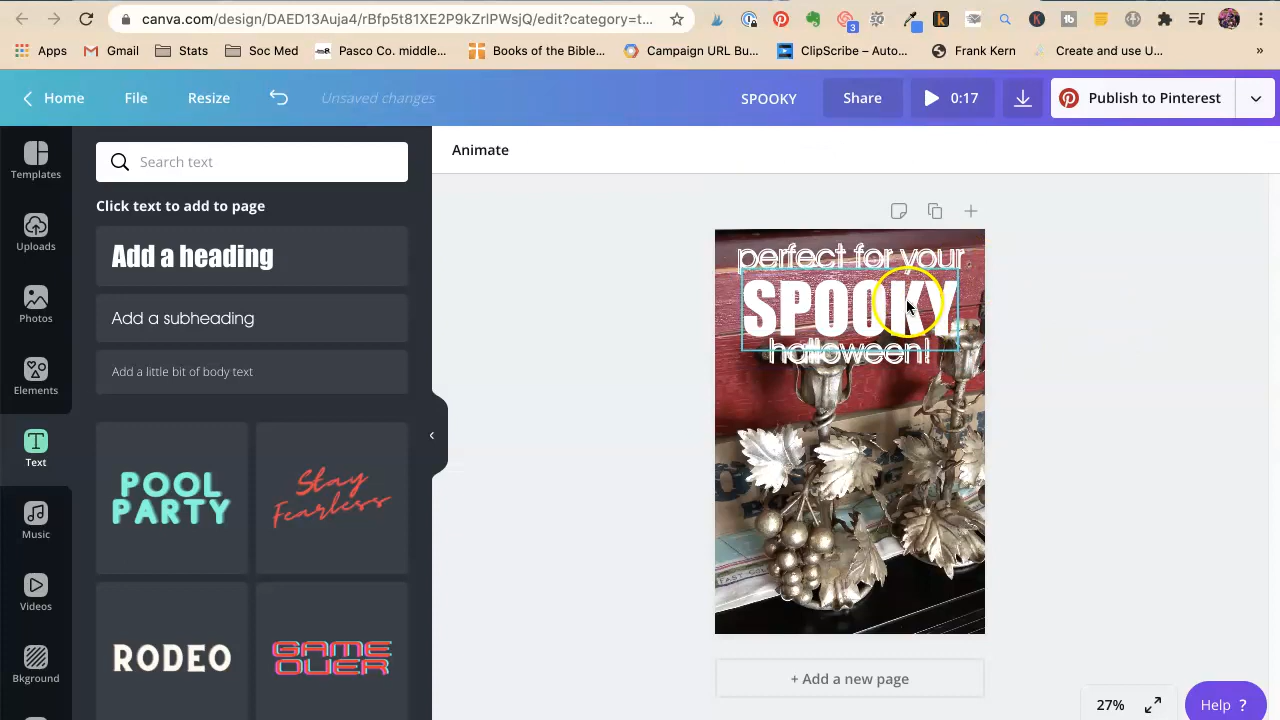 canva.com/design/DAED13Auja4/rBfp5t81XE2P9kZrlPWsjQ/edit?category=t...
3
Apps
Gmail
Stats
Soc Med
Pasco Co. middle...
Books of the Bible...
Campaign URL Bu...
ClipScribe – Auto...
Frank Kern
Create and use U...
»
Home
File
Resize
Unsaved changes
SPOOKY
Share
0:17
Publish to Pinterest
Templates
Uploads
Photos
Elements
Text
Music
Videos
Bkground
Search text
Click text to add to page
Add a heading
Add a subheading
Add a little bit of body text
POOL
PARTY
Stay
Fearless
RODEO
GAME
OVER
Animate
perfect for your
SPOOKY
halloween!
+ Add a new page
27%
Help ?